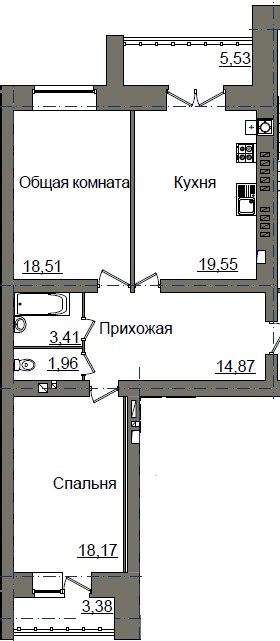 5,53
Общая комната
Кухня
18,51
19,55
3,41
Прихожая
1,96
14,87
Спальня
18,17
3,38